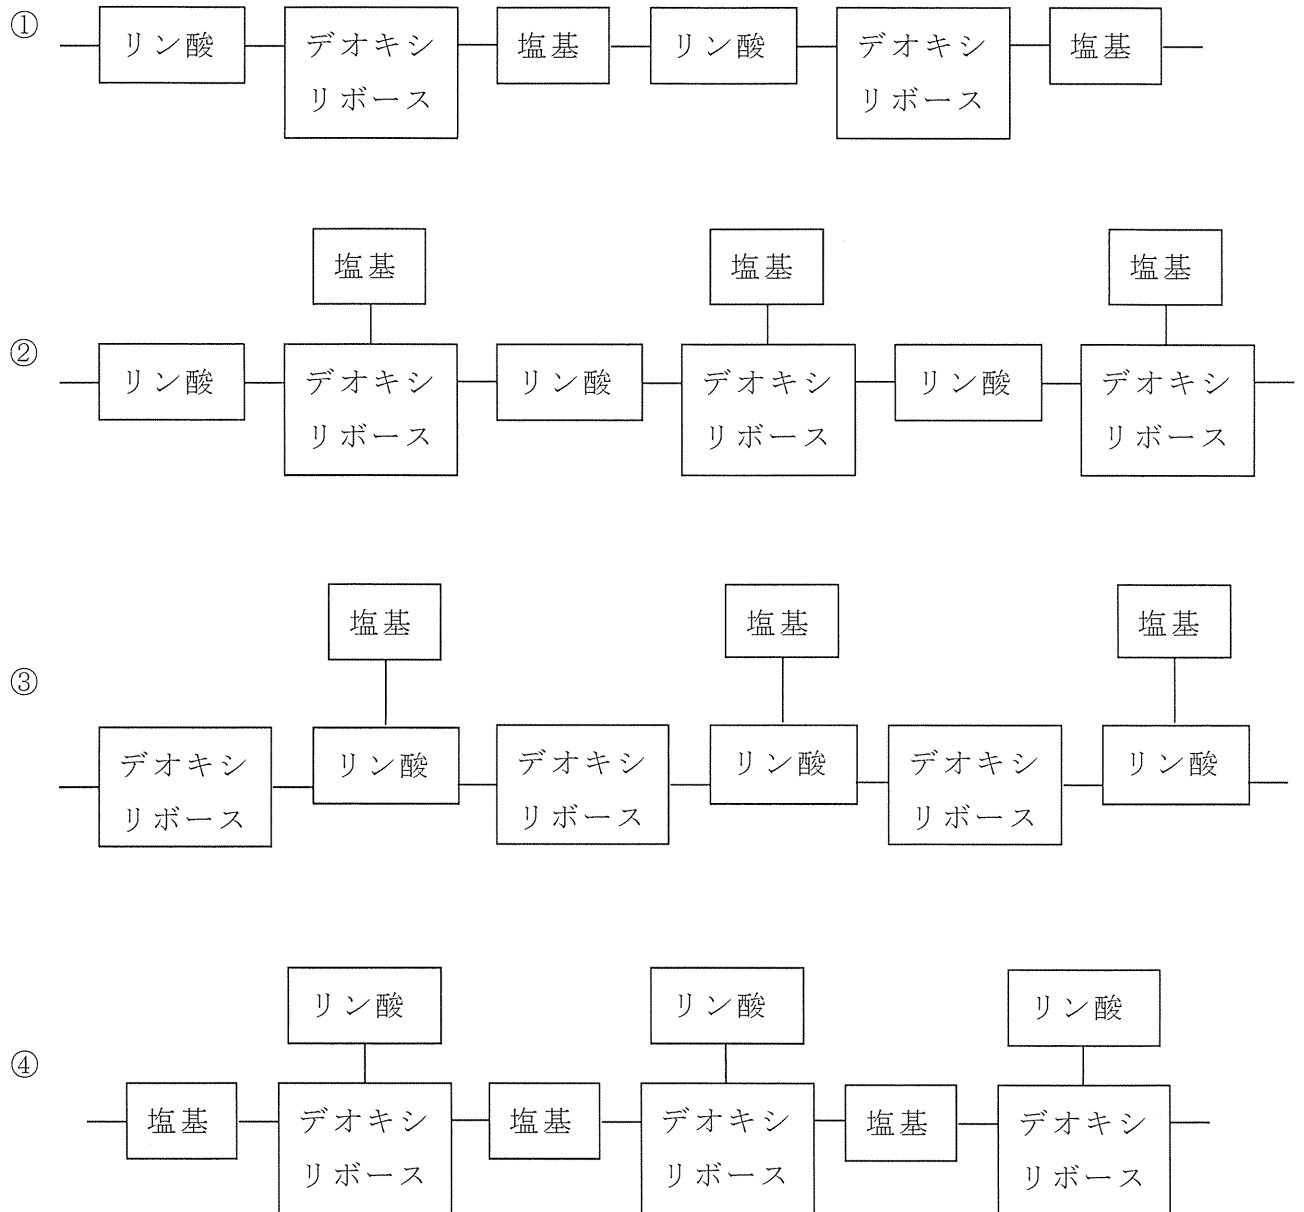 ①
リン酸 デオキシ 塩基 リン酸 デオキシ 塩基
リボース リボース
塩基 塩基 塩基
②
リン酸 デオキシ リン酸 デオキシ リン酸 デオキシ
リボース リボース リボース
塩基 塩基 塩基
③
デオキシ リン酸 デオキシ リン酸 デオキシ リン酸
リボース リボース リボース
リン酸 リン酸 リン酸
④
塩基 デオキシ 塩基 デオキシ 塩基 デオキシ
リボース リボース リボース